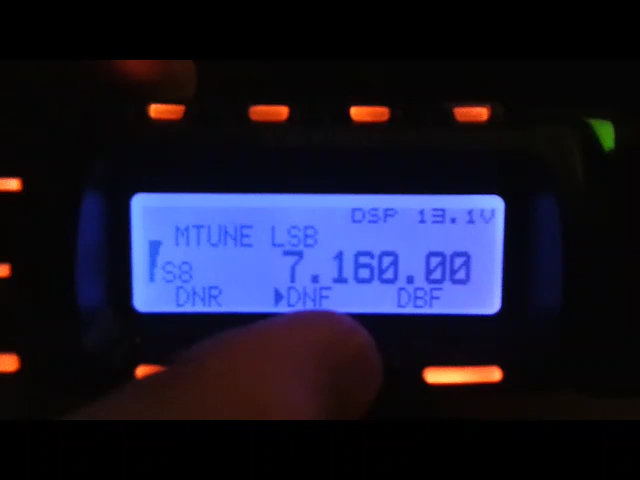 DSP 13.1V
MTUNE LSB
S8 7.160.00
DNR ▶DNF DBF